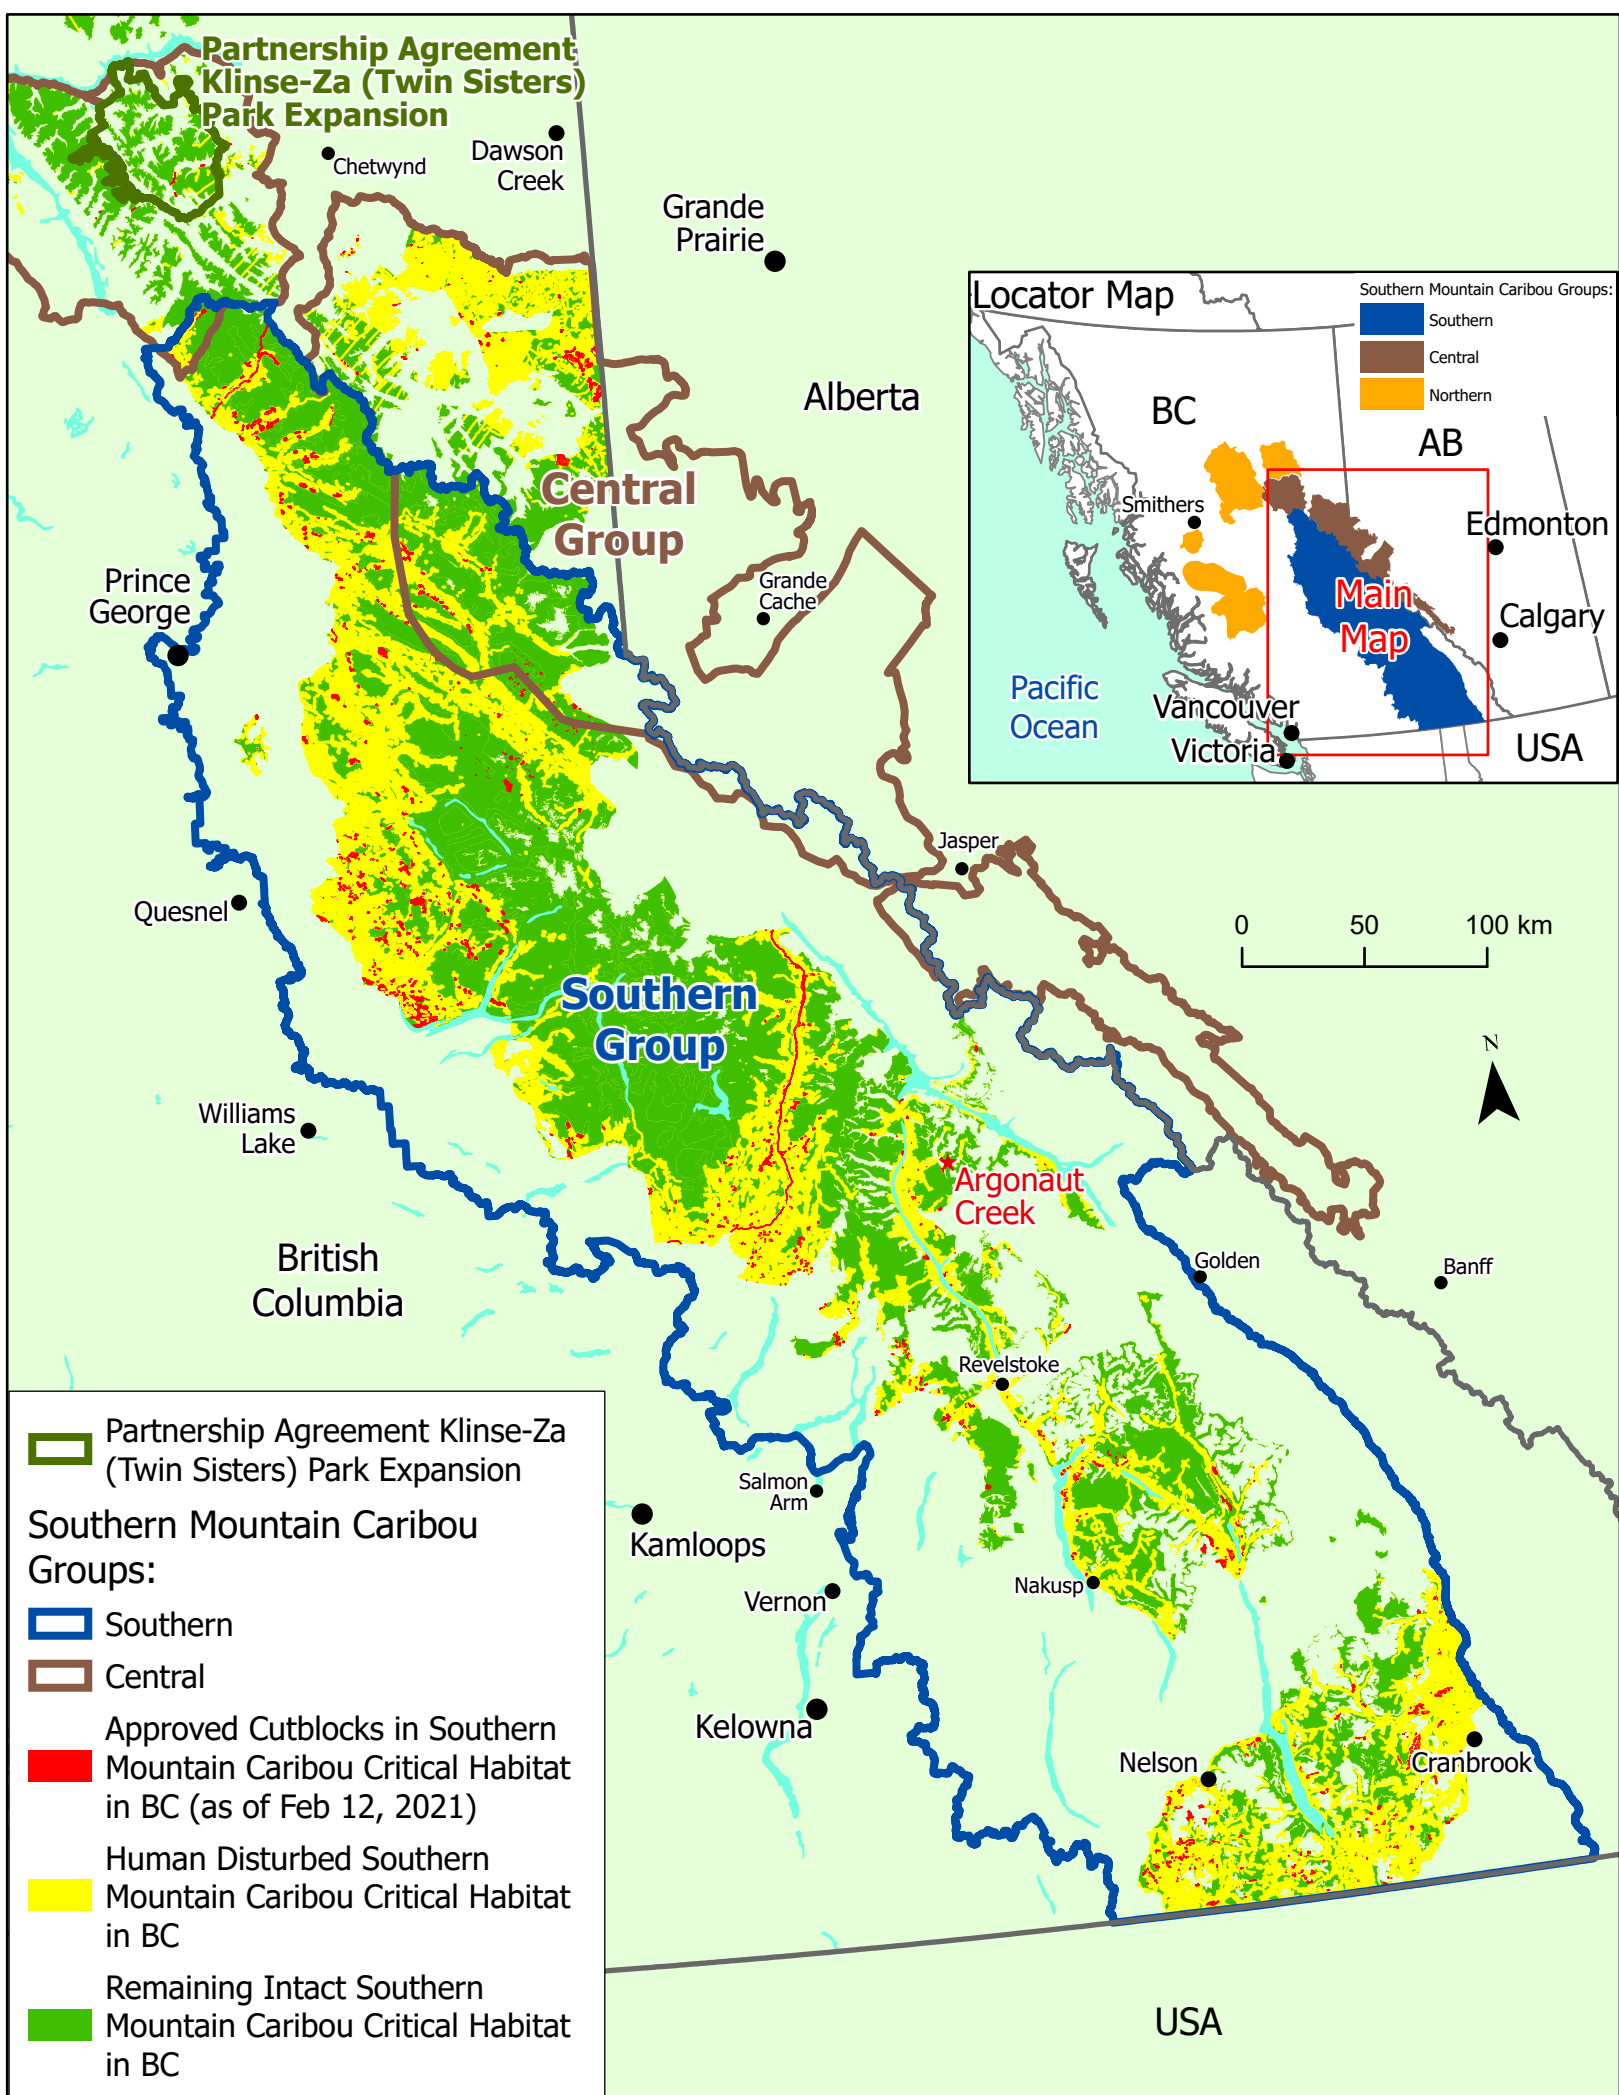 Partnership Agreement
Klinse-Za (Twin Sisters)
Park Expansion
Chetwynd
Dawson
Creek
Grande
Prairie
Alberta
Central
Group
Grande
Cache
Prince
George
Quesnel
Jasper
Southern
Group
Williams
Lake
Argonaut
Creek
British
Columbia
Golden
Banff
Revelstoke
Salmon
Arm
Kamloops
Vernon
Nakusp
Kelowna
Nelson
Cranbrook
USA
0 50 100 km
N
Locator Map
Southern Mountain Caribou Groups:
Southern
Central
Northern
BC
AB
Smithers
Edmonton
Main
Map
Calgary
Pacific
Ocean
Vancouver
Victoria
USA
Partnership Agreement Klinse-Za
(Twin Sisters) Park Expansion
Southern Mountain Caribou
Groups:
Southern
Central
Approved Cutblocks in Southern
Mountain Caribou Critical Habitat
in BC (as of Feb 12, 2021)
Human Disturbed Southern
Mountain Caribou Critical Habitat
in BC
Remaining Intact Southern
Mountain Caribou Critical Habitat
in BC